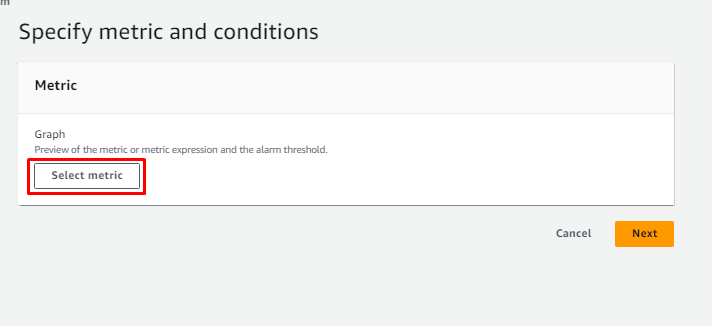 m
Specify metric and conditions
Metric
Graph
Preview of the metric or metric expression and the alarm threshold.
Select metric
Cancel
Next